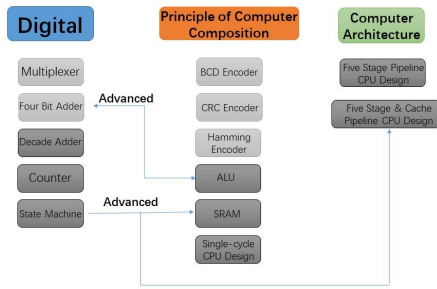 Digital
Principle of Computer
Composition
Computer
Architecture
Multiplexer
Four Bit Adder
Decade Adder
Counter
State Machine
Advanced
Advanced
BCD Encoder
CRC Encoder
Hamming
Encoder
ALU
SRAM
Single-cycle
CPU Design
Five Stage Pipeline
CPU Design
Five Stage & Cache
Pipeline CPU Design